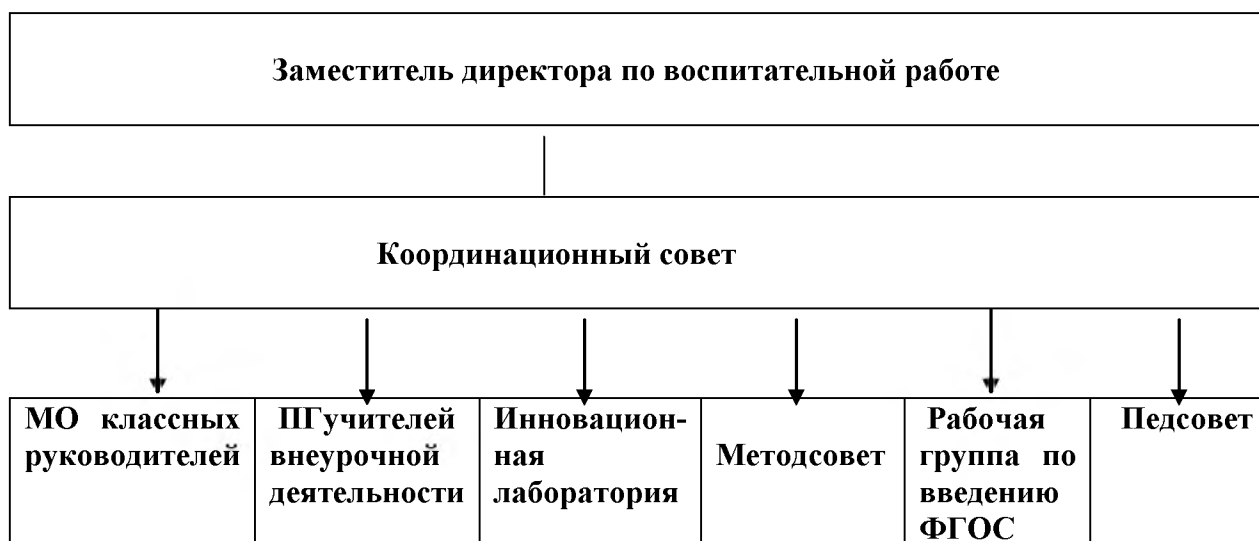 Заместитель директора по воспитательной работе
Координационный совет
МО классных
руководителей
ПГучителей
внеурочной
деятельности
Инновацион-
ная
лаборатория
Методсовет
Рабочая
группа по
введению
ФГОС
Педсовет